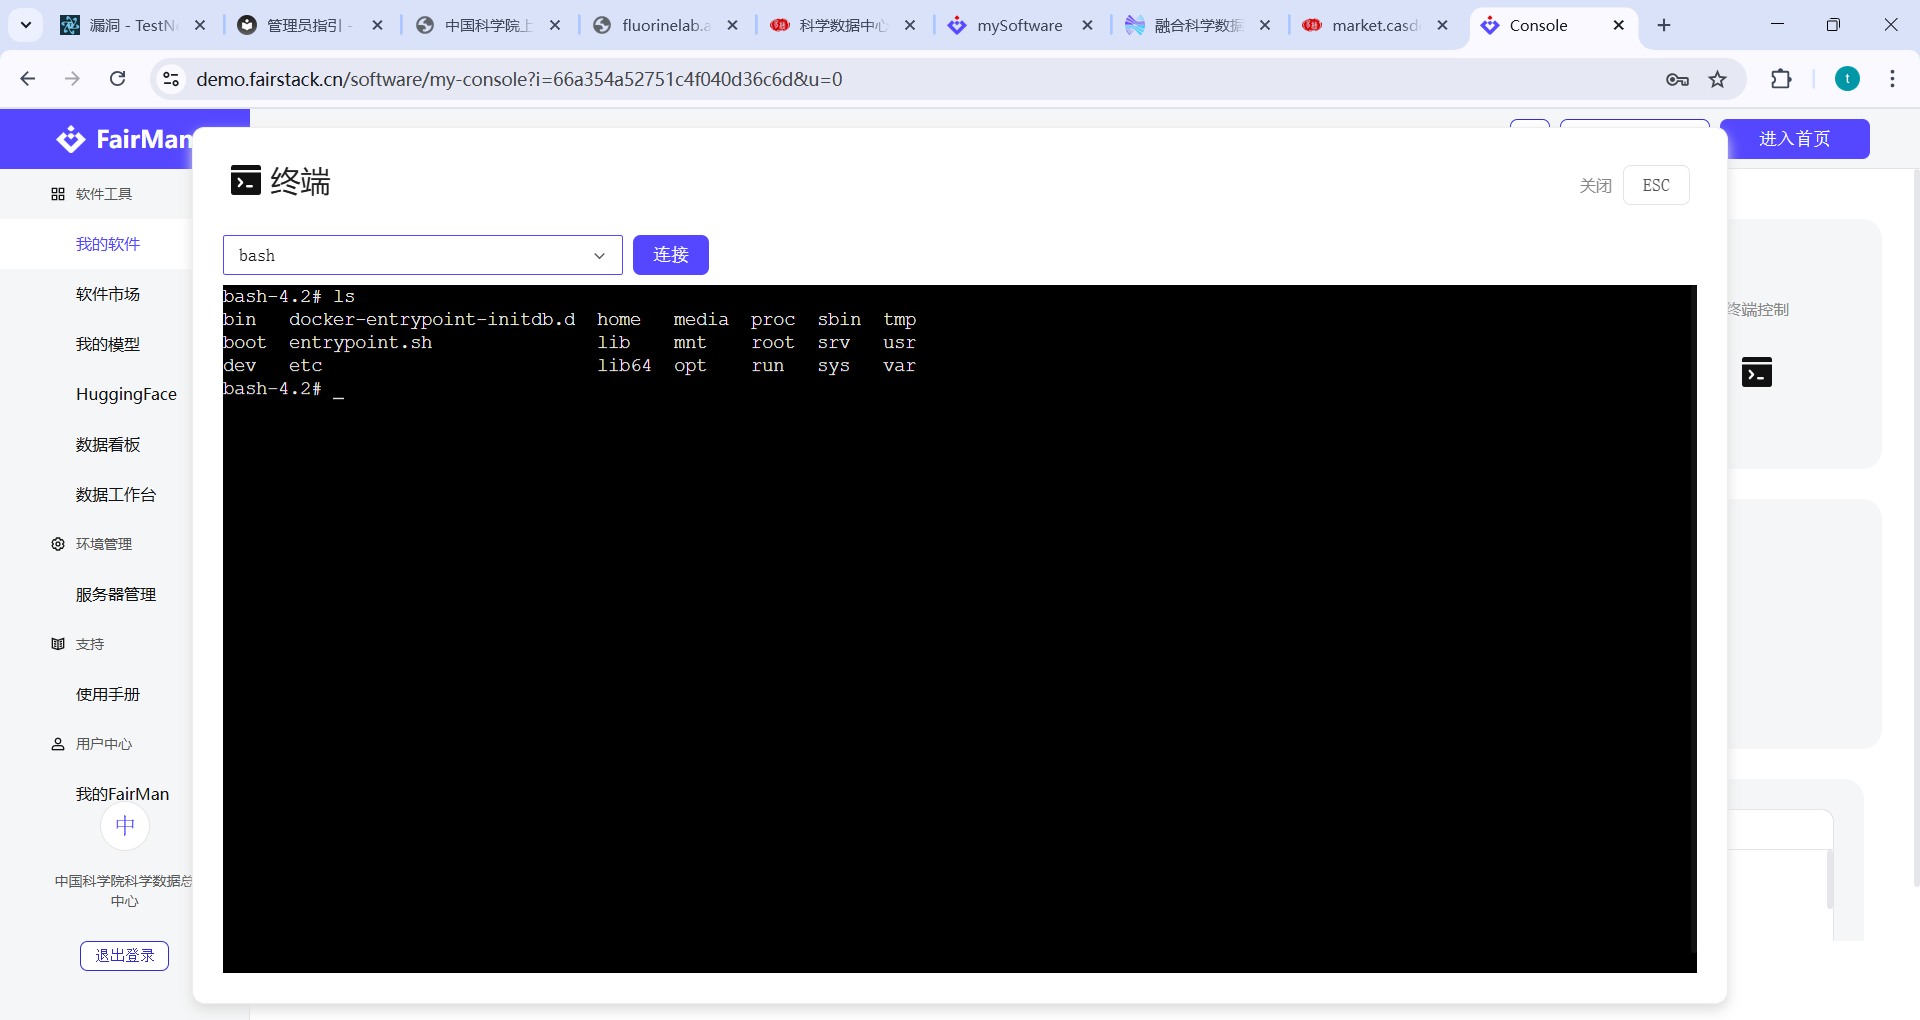 漏洞 - TestN
管理员指引 -
中国科学院上
fluorinelab.a
科学数据中心
mySoftware
融合科学数据
market.casd
Console
demo.fairstack.cn/software/my-console?i=66a354a52751c4f040d36c6d&u=0
t
FairMan
进入首页
软件工具
我的软件
软件市场
我的模型
HuggingFace
数据看板
数据工作台
环境管理
服务器管理
支持
使用手册
用户中心
我的FairMan
中
中国科学院科学数据总
中心
退出登录
终端
关闭 ESC
bash
连接
bash-4.2# ls
bin docker-entrypoint-initdb.d home media proc sbin tmp
boot entrypoint.sh lib mnt root srv usr
dev etc lib64 opt run sys var
bash-4.2# _
终端控制